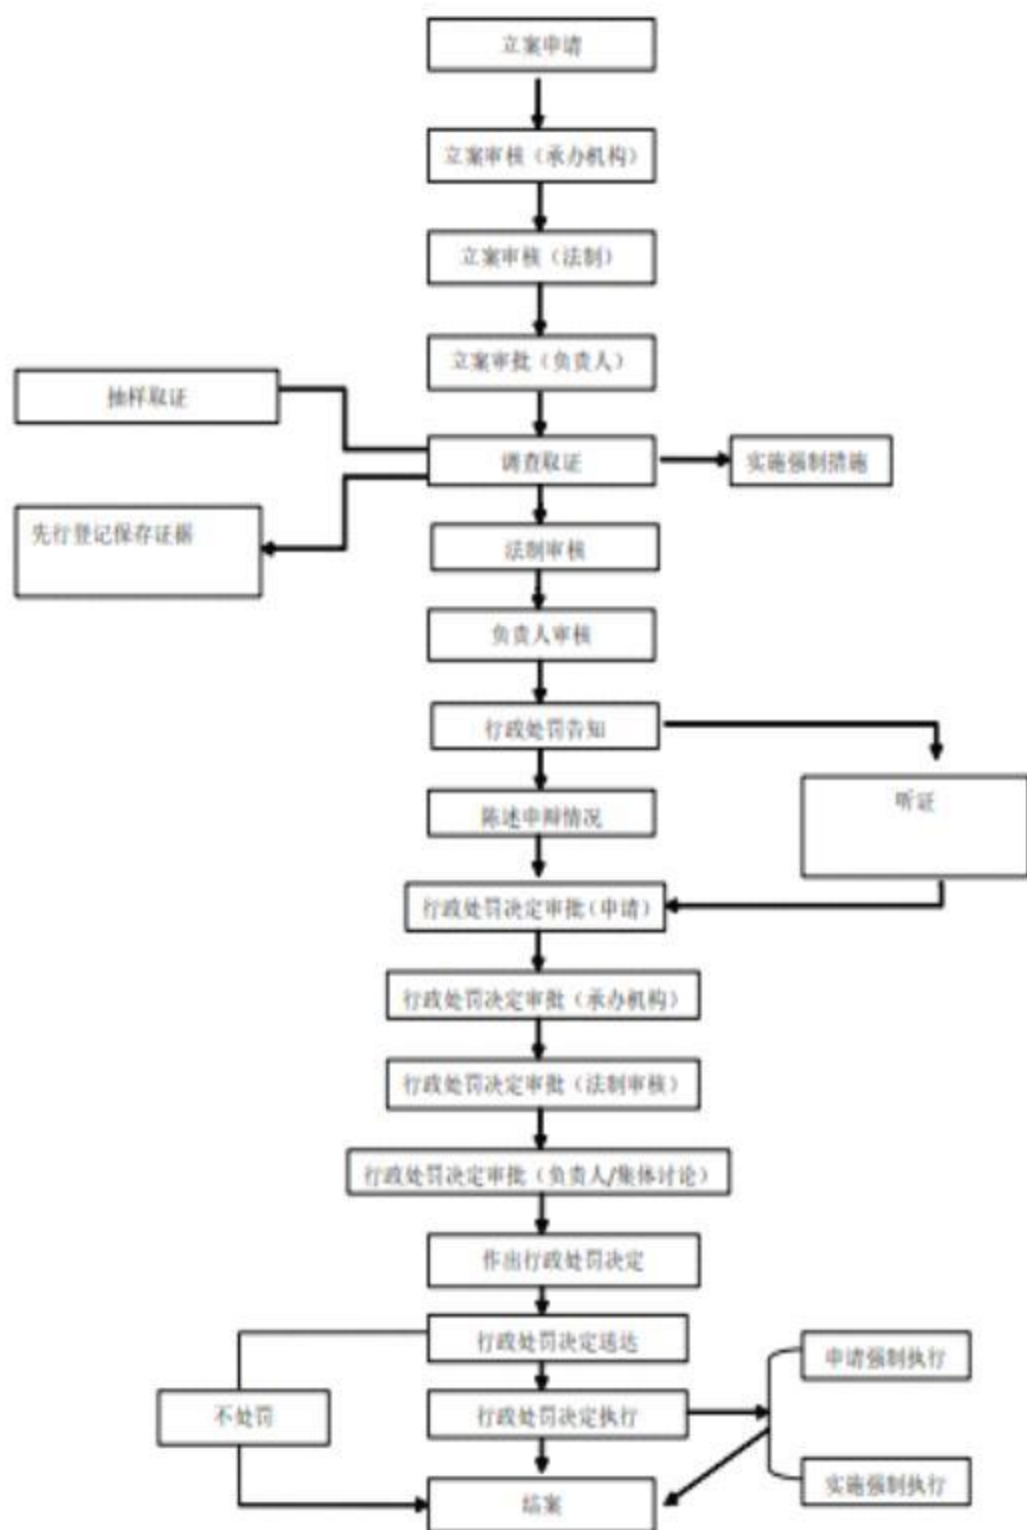 立案申请
立案审核（承办机构）
立案审核（法制）
立案审批（负责人）
抽样取证
调查取证
实施强制措施
先行登记保存证据
法制审核
负责人审核
行政处罚告知
听证
陈述申辩情况
行政处罚决定审批（申请）
行政处罚决定审批（承办机构）
行政处罚决定审批（法制审核）
行政处罚决定审批（负责人/集体讨论）
作出行政处罚决定
行政处罚决定送达
申请强制执行
不处罚
行政处罚决定执行
实施强制执行
结案